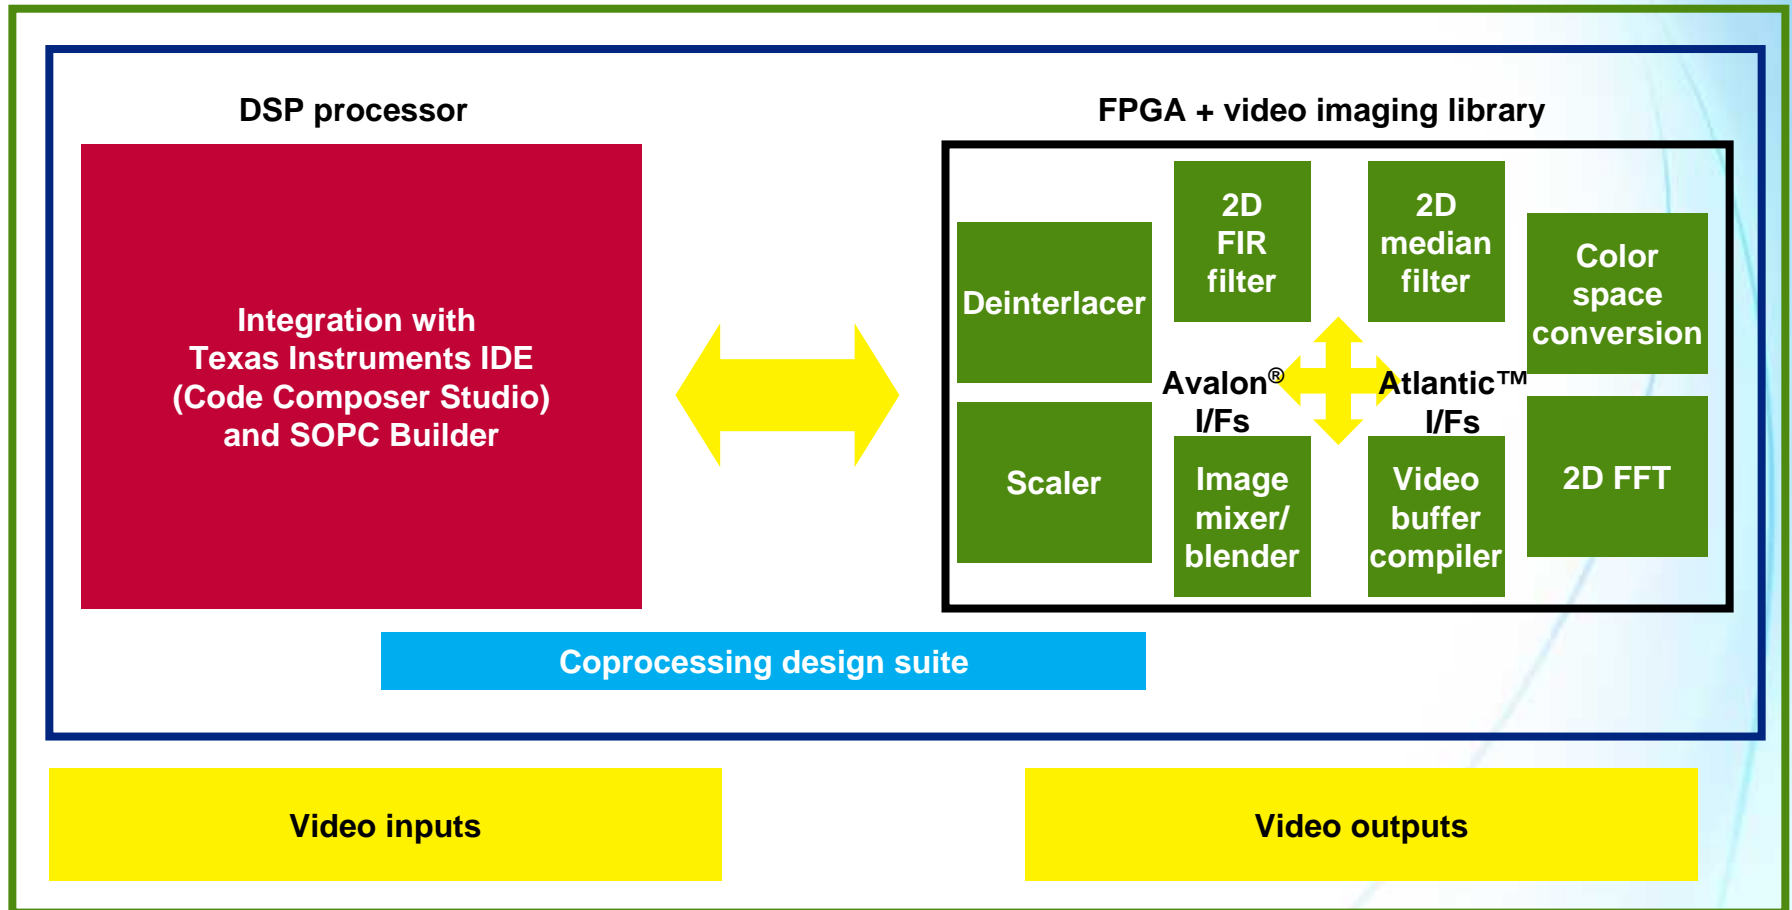 DSP processor
FPGA + video imaging library
Integration with
Texas Instruments IDE
(Code Composer Studio)
and SOPC Builder
Deinterlacer
Scaler
2D
FIR
filter
2D
median
filter
Color
space
conversion
Avalon®
I/Fs
Atlantic™
I/Fs
Image
mixer/
blender
Video
buffer
compiler
2D FFT
Coprocessing design suite
Video inputs
Video outputs